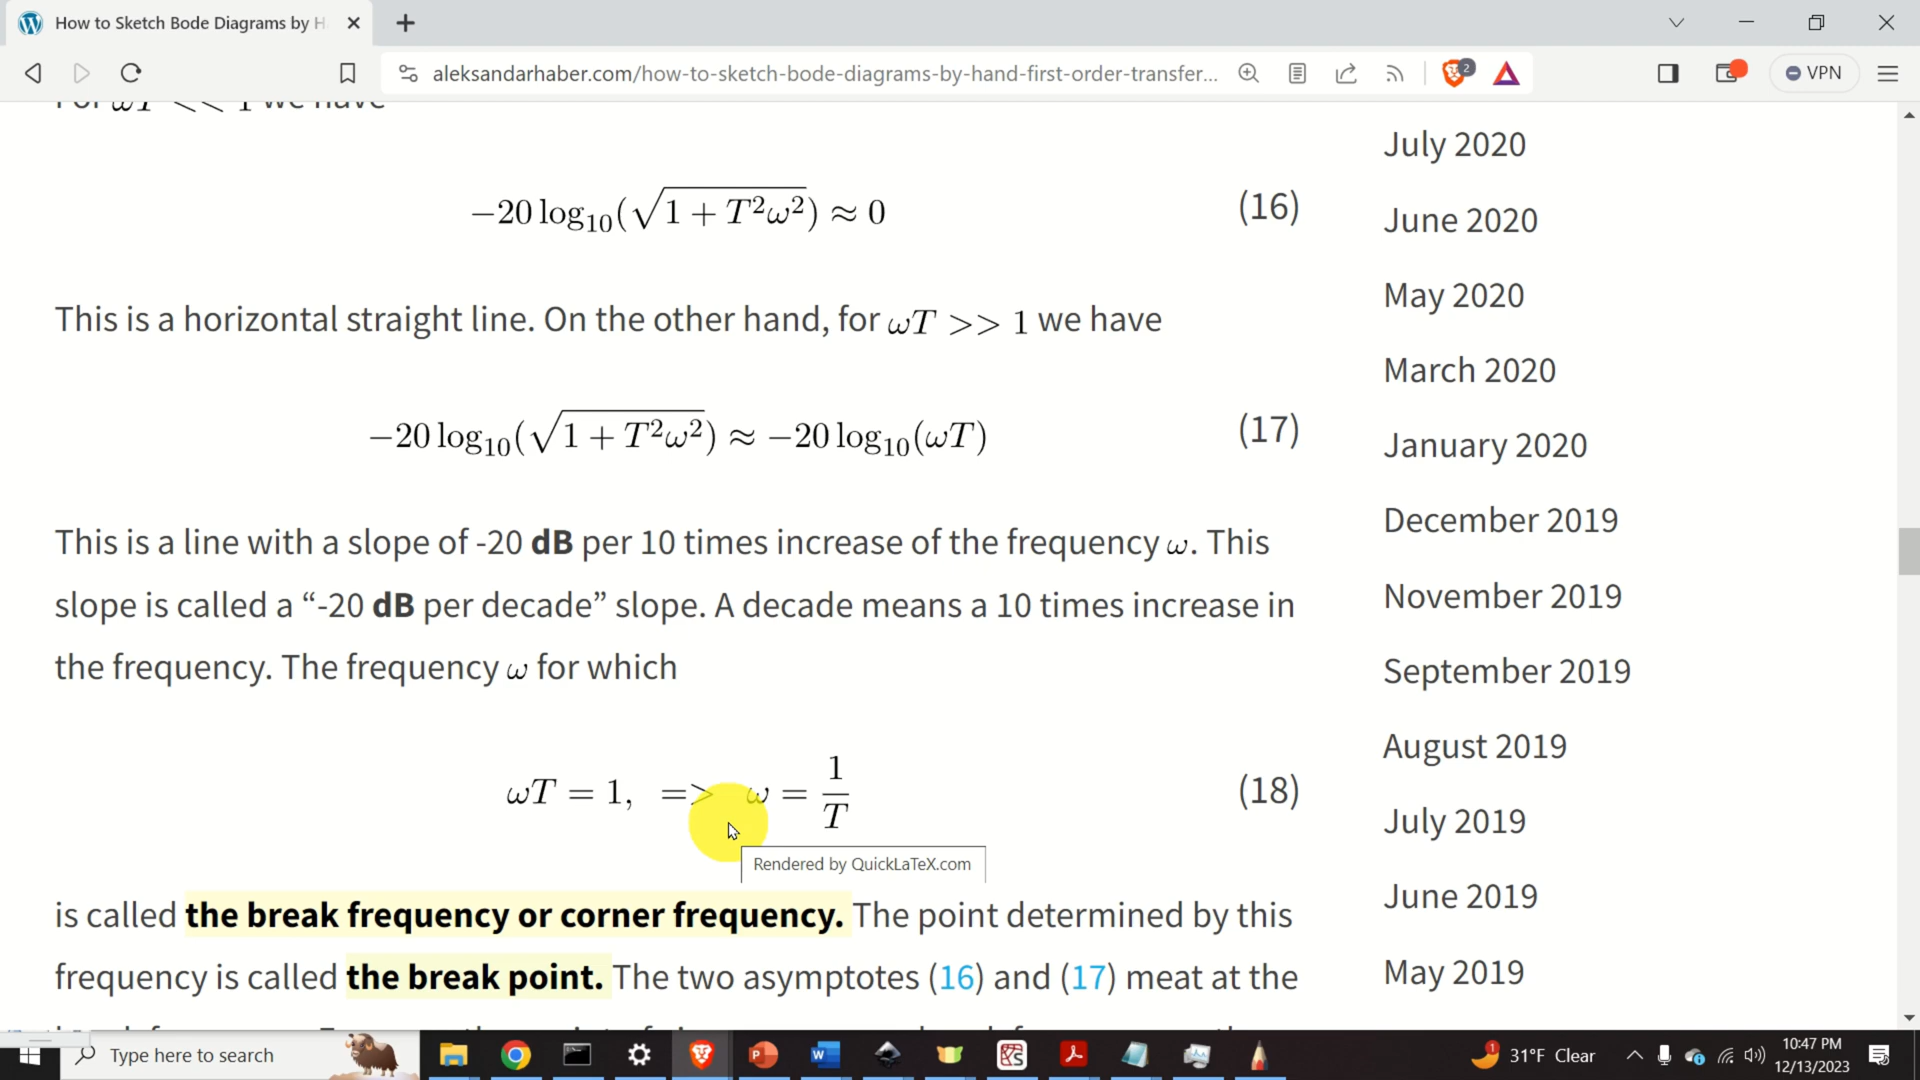 How to Sketch Bode Diagrams by H
aleksandarhaber.com/how-to-sketch-bode-diagrams-by-hand-first-order-transfer...
2
VPN
For ωT << 1 we have
−20 log₁₀(√1 + T²ω²) ≈ 0 (16)
This is a horizontal straight line. On the other hand, for ωT >> 1 we have
−20 log₁₀(√1 + T²ω²) ≈ −20 log₁₀(ωT) (17)
This is a line with a slope of -20 dB per 10 times increase of the frequency ω. This
slope is called a “-20 dB per decade” slope. A decade means a 10 times increase in
the frequency. The frequency ω for which
ωT = 1, => ω = 1/T (18)
Rendered by QuickLaTeX.com
is called the break frequency or corner frequency. The point determined by this
frequency is called the break point. The two asymptotes (16) and (17) meat at the
July 2020
June 2020
May 2020
March 2020
January 2020
December 2019
November 2019
September 2019
August 2019
July 2019
June 2019
May 2019
Type here to search
1
31°F Clear
10:47 PM
12/13/2023